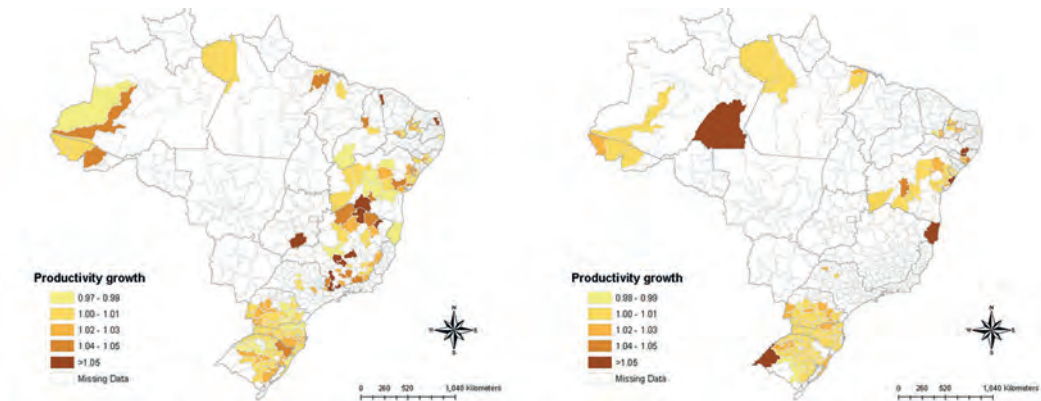 Productivity growth
0.97 - 0.99
1.00 - 1.01
1.02 - 1.03
1.04 - 1.05
>1.05
Missing Data
N
S
0 260 520 1,040 Kilometers
Productivity growth
0.98 - 0.99
1.00 - 1.01
1.02 - 1.03
1.04 - 1.05
>1.05
Missing Data
N
S
0 260 520 1,040 Kilometers